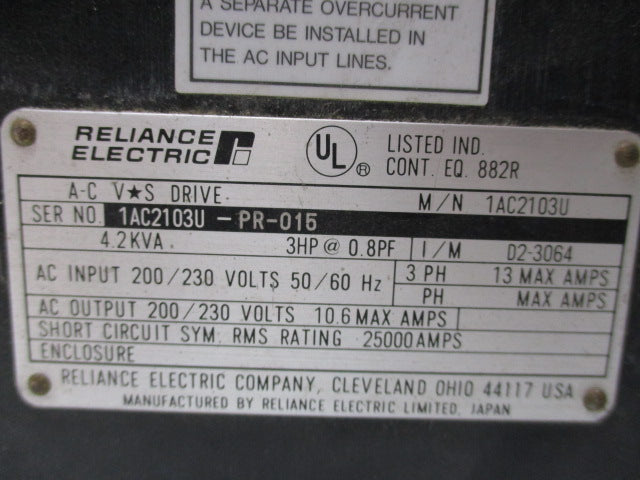 A SEPARATE OVERCURRENT
DEVICE BE INSTALLED IN
THE AC INPUT LINES.
RELIANCE
ELECTRIC
UL ®
LISTED IND.
CONT. EQ. 882R
A-C V★S DRIVE M/N 1AC2103U
SER NO. 1AC2103U - PR-015
4.2KVA. 3HP @ 0.8PF I/M D2-3064
AC INPUT 200/230 VOLTS 50/60 Hz 3 PH 13 MAX AMPS
PH MAX AMPS
AC OUTPUT 200/230 VOLTS 10.6 MAX AMPS
SHORT CIRCUIT SYM. RMS RATING 25000AMPS
ENCLOSURE
RELIANCE ELECTRIC COMPANY, CLEVELAND OHIO 44117 USA
MANUFACTURED BY RELIANCE ELECTRIC LIMITED, JAPAN